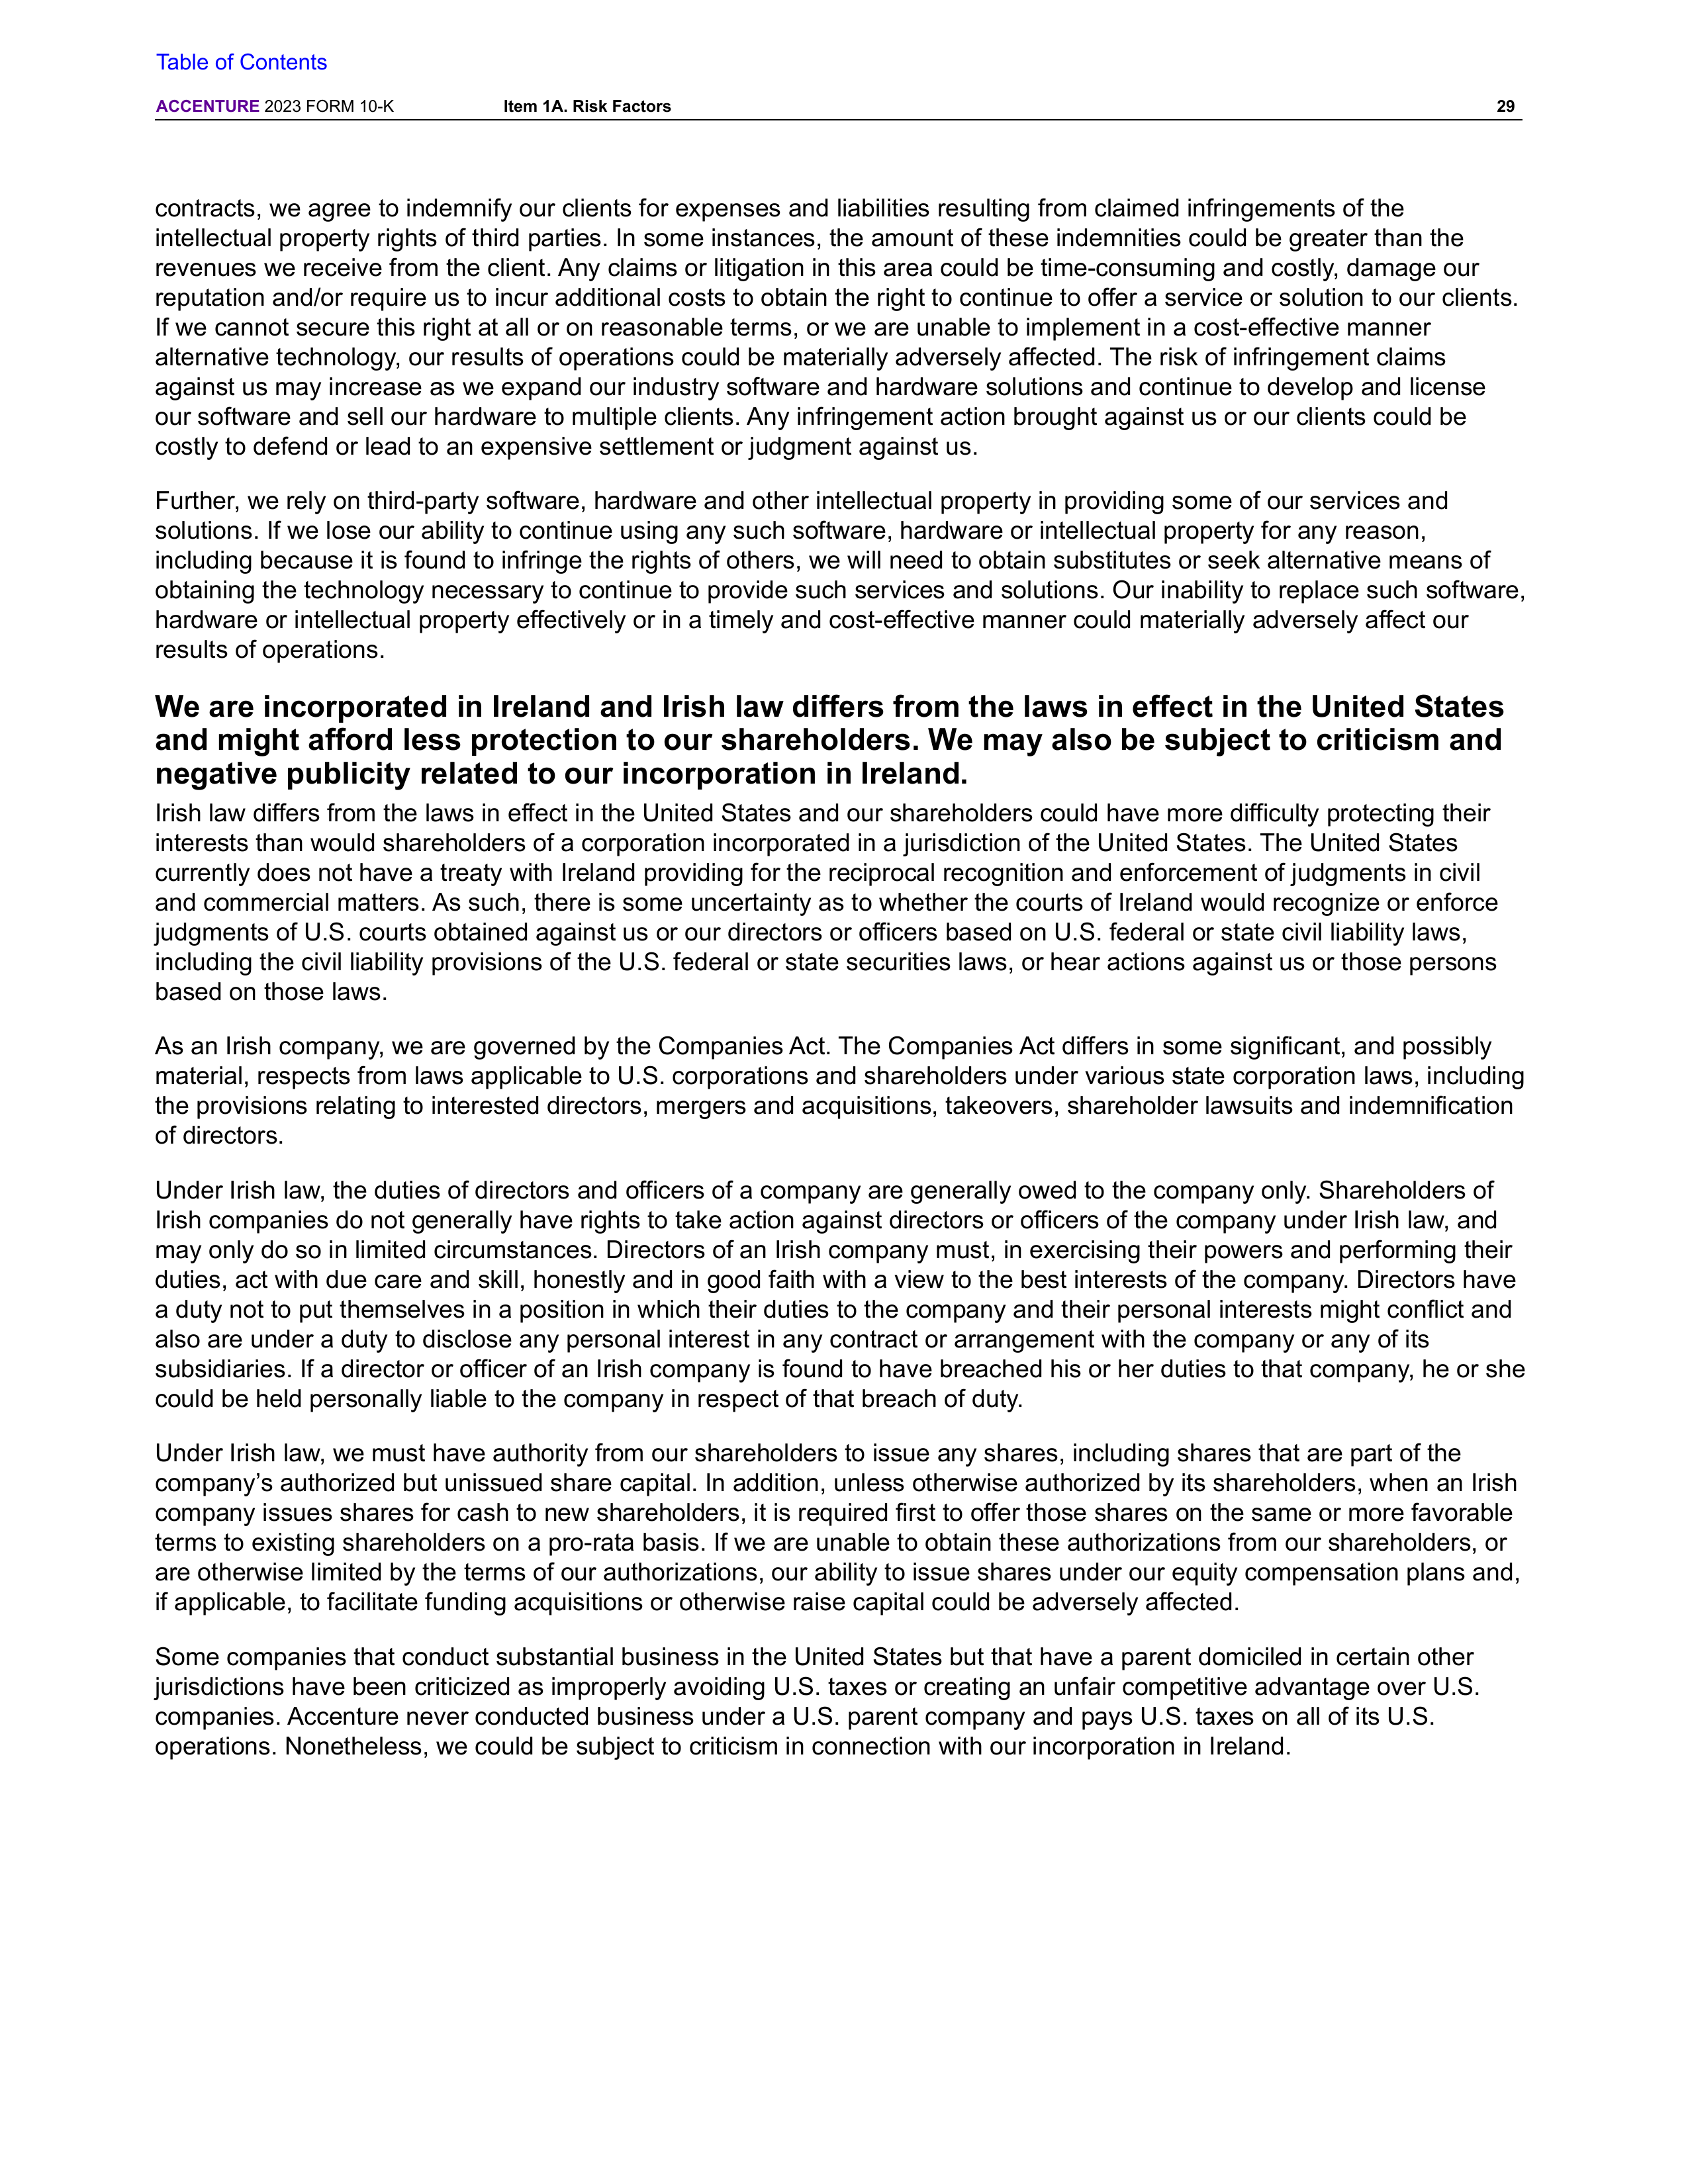 Table of Contents
ACCENTURE 2023 FORM 10-K Item 1A. Risk Factors 29
contracts, we agree to indemnify our clients for expenses and liabilities resulting from claimed infringements of the
intellectual property rights of third parties. In some instances, the amount of these indemnities could be greater than the
revenues we receive from the client. Any claims or litigation in this area could be time-consuming and costly, damage our
reputation and/or require us to incur additional costs to obtain the right to continue to offer a service or solution to our clients.
If we cannot secure this right at all or on reasonable terms, or we are unable to implement in a cost-effective manner
alternative technology, our results of operations could be materially adversely affected. The risk of infringement claims
against us may increase as we expand our industry software and hardware solutions and continue to develop and license
our software and sell our hardware to multiple clients. Any infringement action brought against us or our clients could be
costly to defend or lead to an expensive settlement or judgment against us.
Further, we rely on third-party software, hardware and other intellectual property in providing some of our services and
solutions. If we lose our ability to continue using any such software, hardware or intellectual property for any reason,
including because it is found to infringe the rights of others, we will need to obtain substitutes or seek alternative means of
obtaining the technology necessary to continue to provide such services and solutions. Our inability to replace such software,
hardware or intellectual property effectively or in a timely and cost-effective manner could materially adversely affect our
results of operations.
We are incorporated in Ireland and Irish law differs from the laws in effect in the United States
and might afford less protection to our shareholders. We may also be subject to criticism and
negative publicity related to our incorporation in Ireland.
Irish law differs from the laws in effect in the United States and our shareholders could have more difficulty protecting their
interests than would shareholders of a corporation incorporated in a jurisdiction of the United States. The United States
currently does not have a treaty with Ireland providing for the reciprocal recognition and enforcement of judgments in civil
and commercial matters. As such, there is some uncertainty as to whether the courts of Ireland would recognize or enforce
judgments of U.S. courts obtained against us or our directors or officers based on U.S. federal or state civil liability laws,
including the civil liability provisions of the U.S. federal or state securities laws, or hear actions against us or those persons
based on those laws.
As an Irish company, we are governed by the Companies Act. The Companies Act differs in some significant, and possibly
material, respects from laws applicable to U.S. corporations and shareholders under various state corporation laws, including
the provisions relating to interested directors, mergers and acquisitions, takeovers, shareholder lawsuits and indemnification
of directors.
Under Irish law, the duties of directors and officers of a company are generally owed to the company only. Shareholders of
Irish companies do not generally have rights to take action against directors or officers of the company under Irish law, and
may only do so in limited circumstances. Directors of an Irish company must, in exercising their powers and performing their
duties, act with due care and skill, honestly and in good faith with a view to the best interests of the company. Directors have
a duty not to put themselves in a position in which their duties to the company and their personal interests might conflict and
also are under a duty to disclose any personal interest in any contract or arrangement with the company or any of its
subsidiaries. If a director or officer of an Irish company is found to have breached his or her duties to that company, he or she
could be held personally liable to the company in respect of that breach of duty.
Under Irish law, we must have authority from our shareholders to issue any shares, including shares that are part of the
company’s authorized but unissued share capital. In addition, unless otherwise authorized by its shareholders, when an Irish
company issues shares for cash to new shareholders, it is required first to offer those shares on the same or more favorable
terms to existing shareholders on a pro-rata basis. If we are unable to obtain these authorizations from our shareholders, or
are otherwise limited by the terms of our authorizations, our ability to issue shares under our equity compensation plans and,
if applicable, to facilitate funding acquisitions or otherwise raise capital could be adversely affected.
Some companies that conduct substantial business in the United States but that have a parent domiciled in certain other
jurisdictions have been criticized as improperly avoiding U.S. taxes or creating an unfair competitive advantage over U.S.
companies. Accenture never conducted business under a U.S. parent company and pays U.S. taxes on all of its U.S.
operations. Nonetheless, we could be subject to criticism in connection with our incorporation in Ireland.